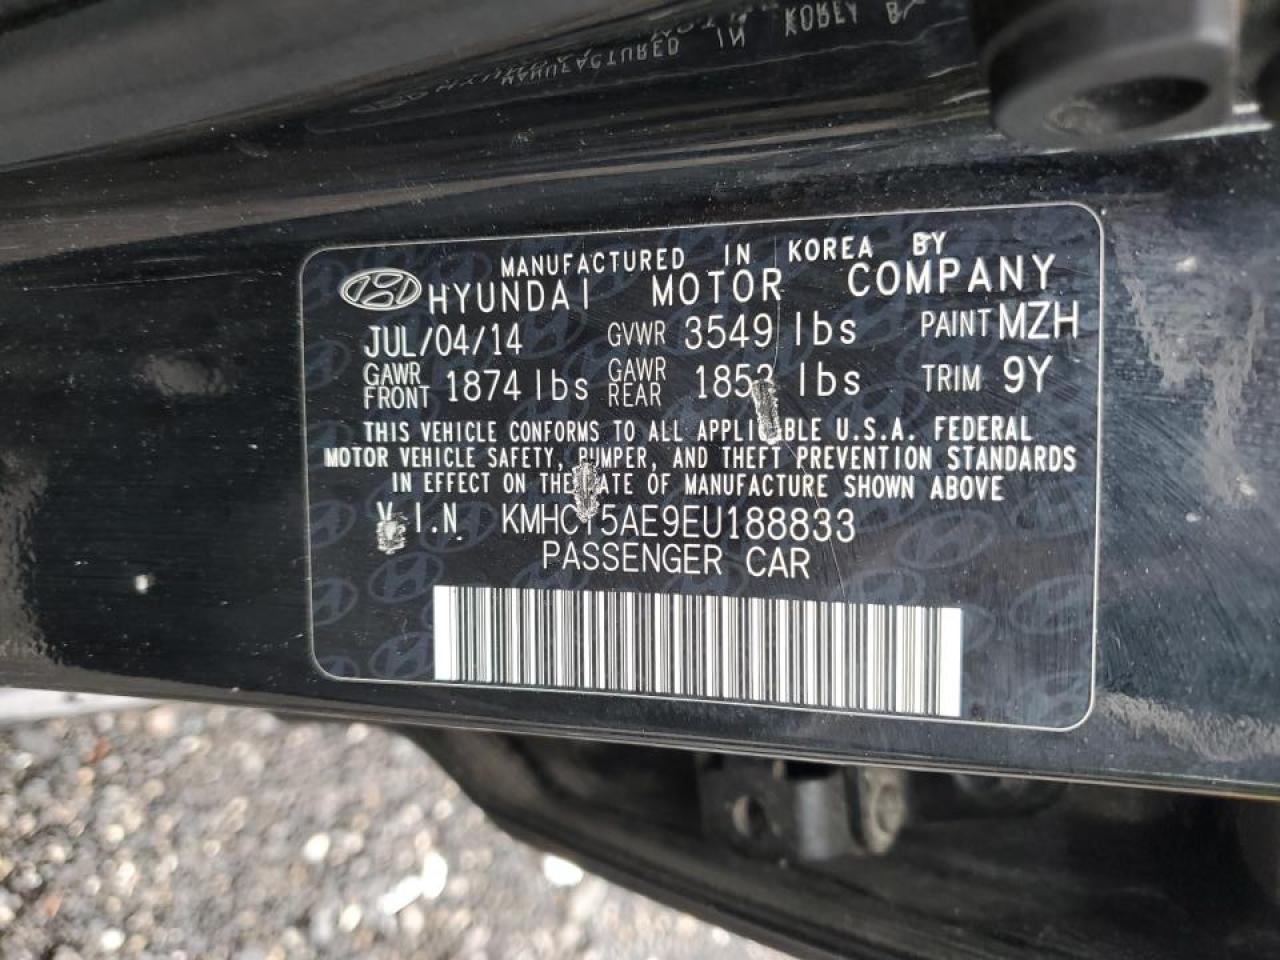 MANUFACTURED IN KOREA BY
HYUNDAI MOTOR COMPANY
JUL/04/14 GVWR 3549 lbs PAINT MZH
GAWR FRONT 1874 lbs GAWR REAR lbs TRIM 9Y
THIS VEHICLE CONFORMS TO ALL APPLICABLE U.S.A. FEDERAL
MOTOR VEHICLE SAFETY, BUMPER, AND THEFT PREVENTION STANDARDS
IN EFFECT ON THE DATE OF MANUFACTURE SHOWN ABOVE
V.I.N. KMHCT5AE9EU188833
PASSENGER CAR